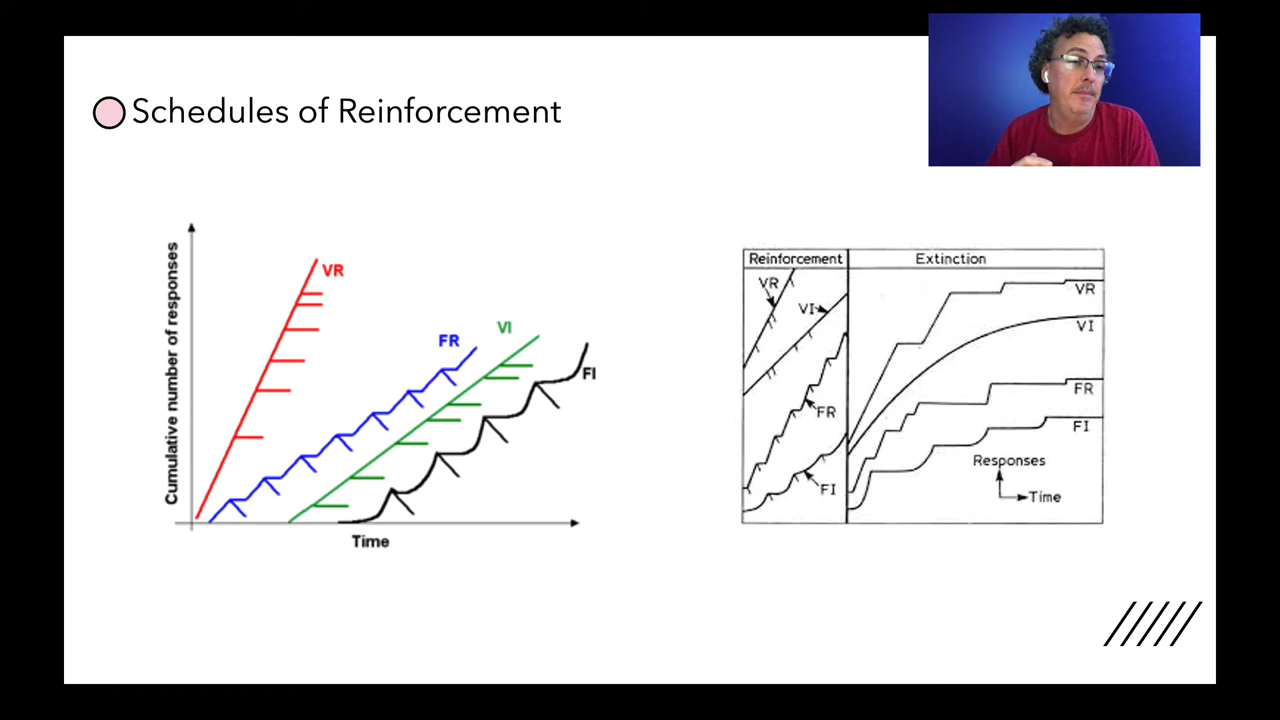 Schedules of Reinforcement
Cumulative number of responses
VR
FR
VI
FI
Time
Reinforcement
Extinction
VR
VI
FR
FI
VR
VI
FR
FI
Responses
Time